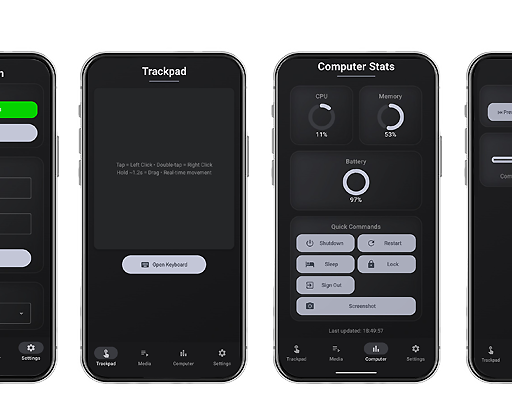 Settings
Trackpad
Tap = Left Click • Double-tap = Right Click
Hold ~1.2s = Drag • Real-time movement
Open Keyboard
Trackpad
Media
Computer
Settings
Computer Stats
CPU
11%
Memory
53%
Battery
97%
Quick Commands
Shutdown
Restart
Sleep
Lock
Sign Out
Screenshot
Last updated: 18:49:57
Trackpad
Media
Computer
Settings
Trackpad